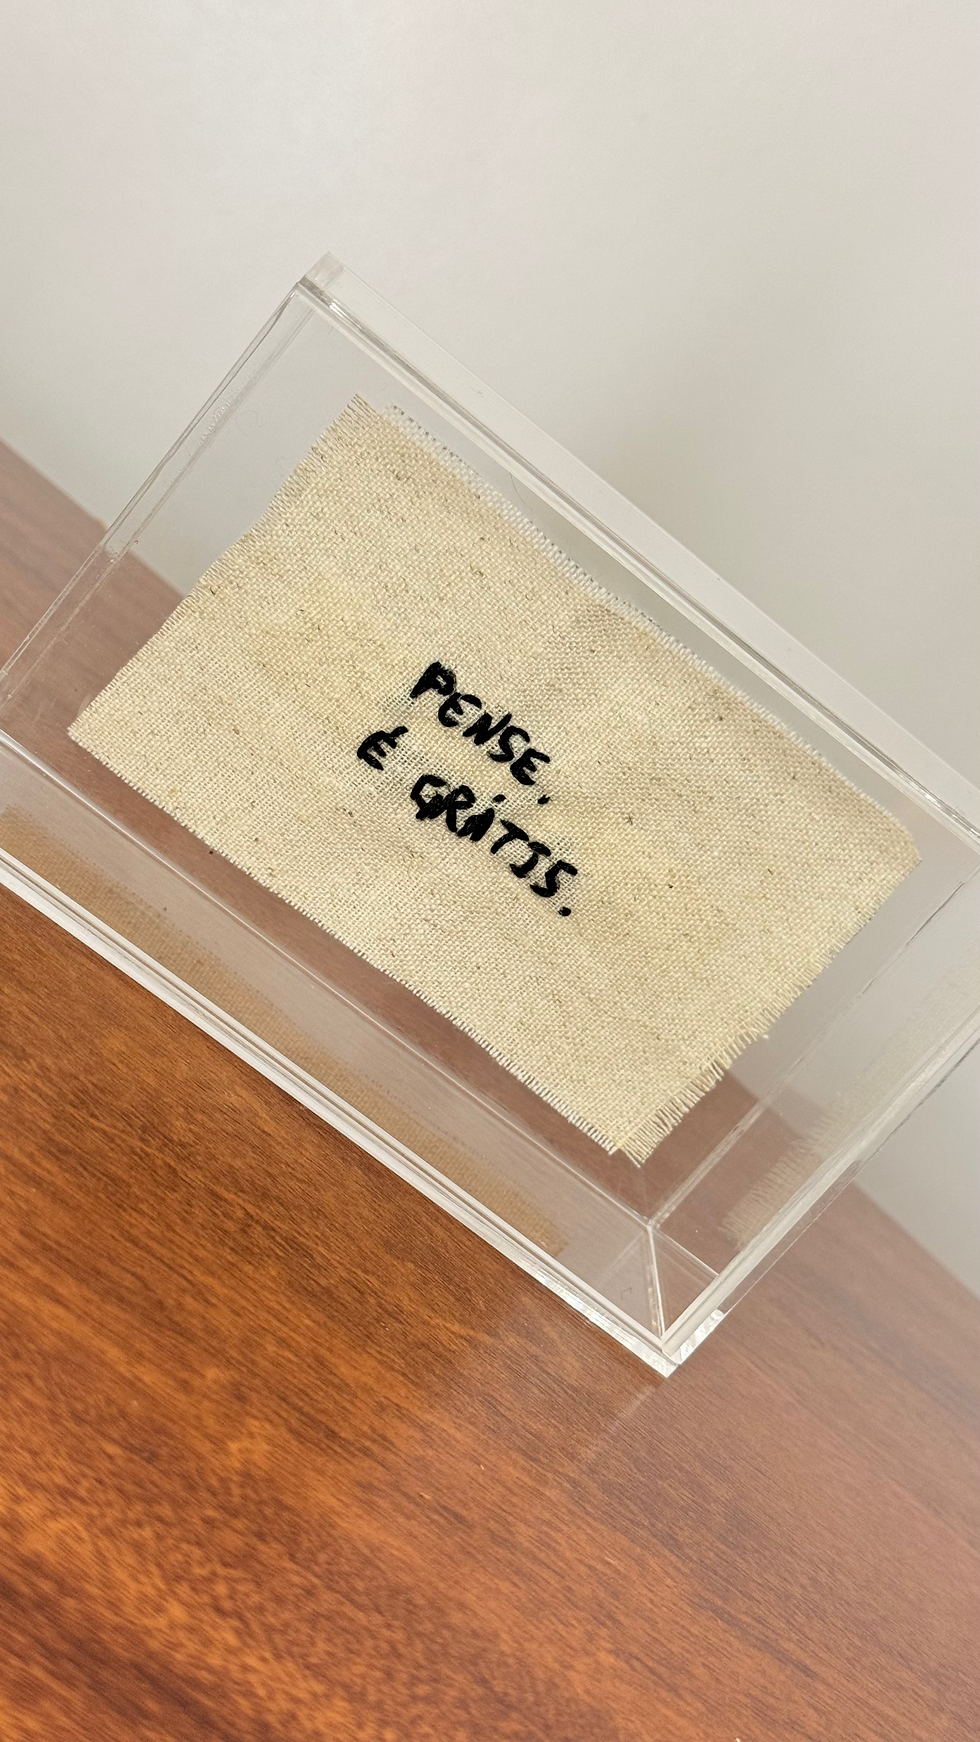 PENSE.
É GRÁTIS.